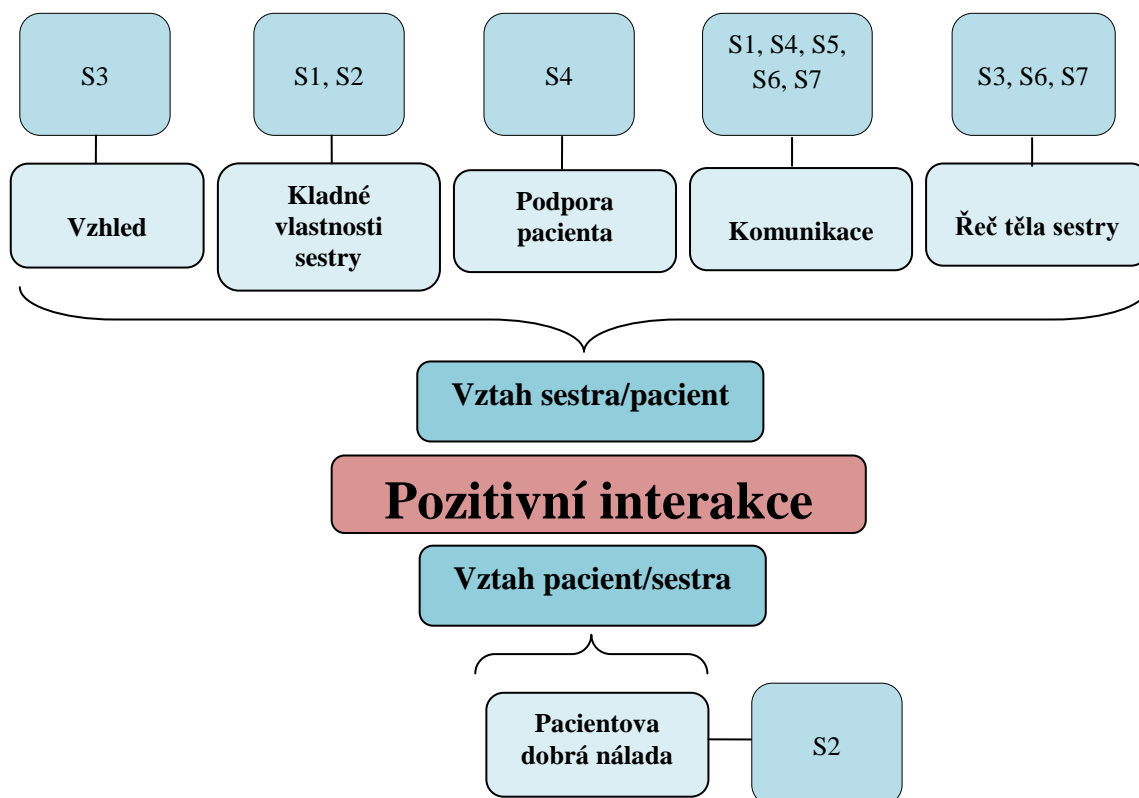 S3
S1, S2
S4
S1, S4, S5,
S6, S7
S3, S6, S7
Vzhled
Kladné
vlastnosti
sestry
Podpora
pacienta
Komunikace
Řeč těla sestry
Vztah sestra/pacient
Pozitivní interakce
Vztah pacient/sestra
Pacientova
dobrá nálada
S2